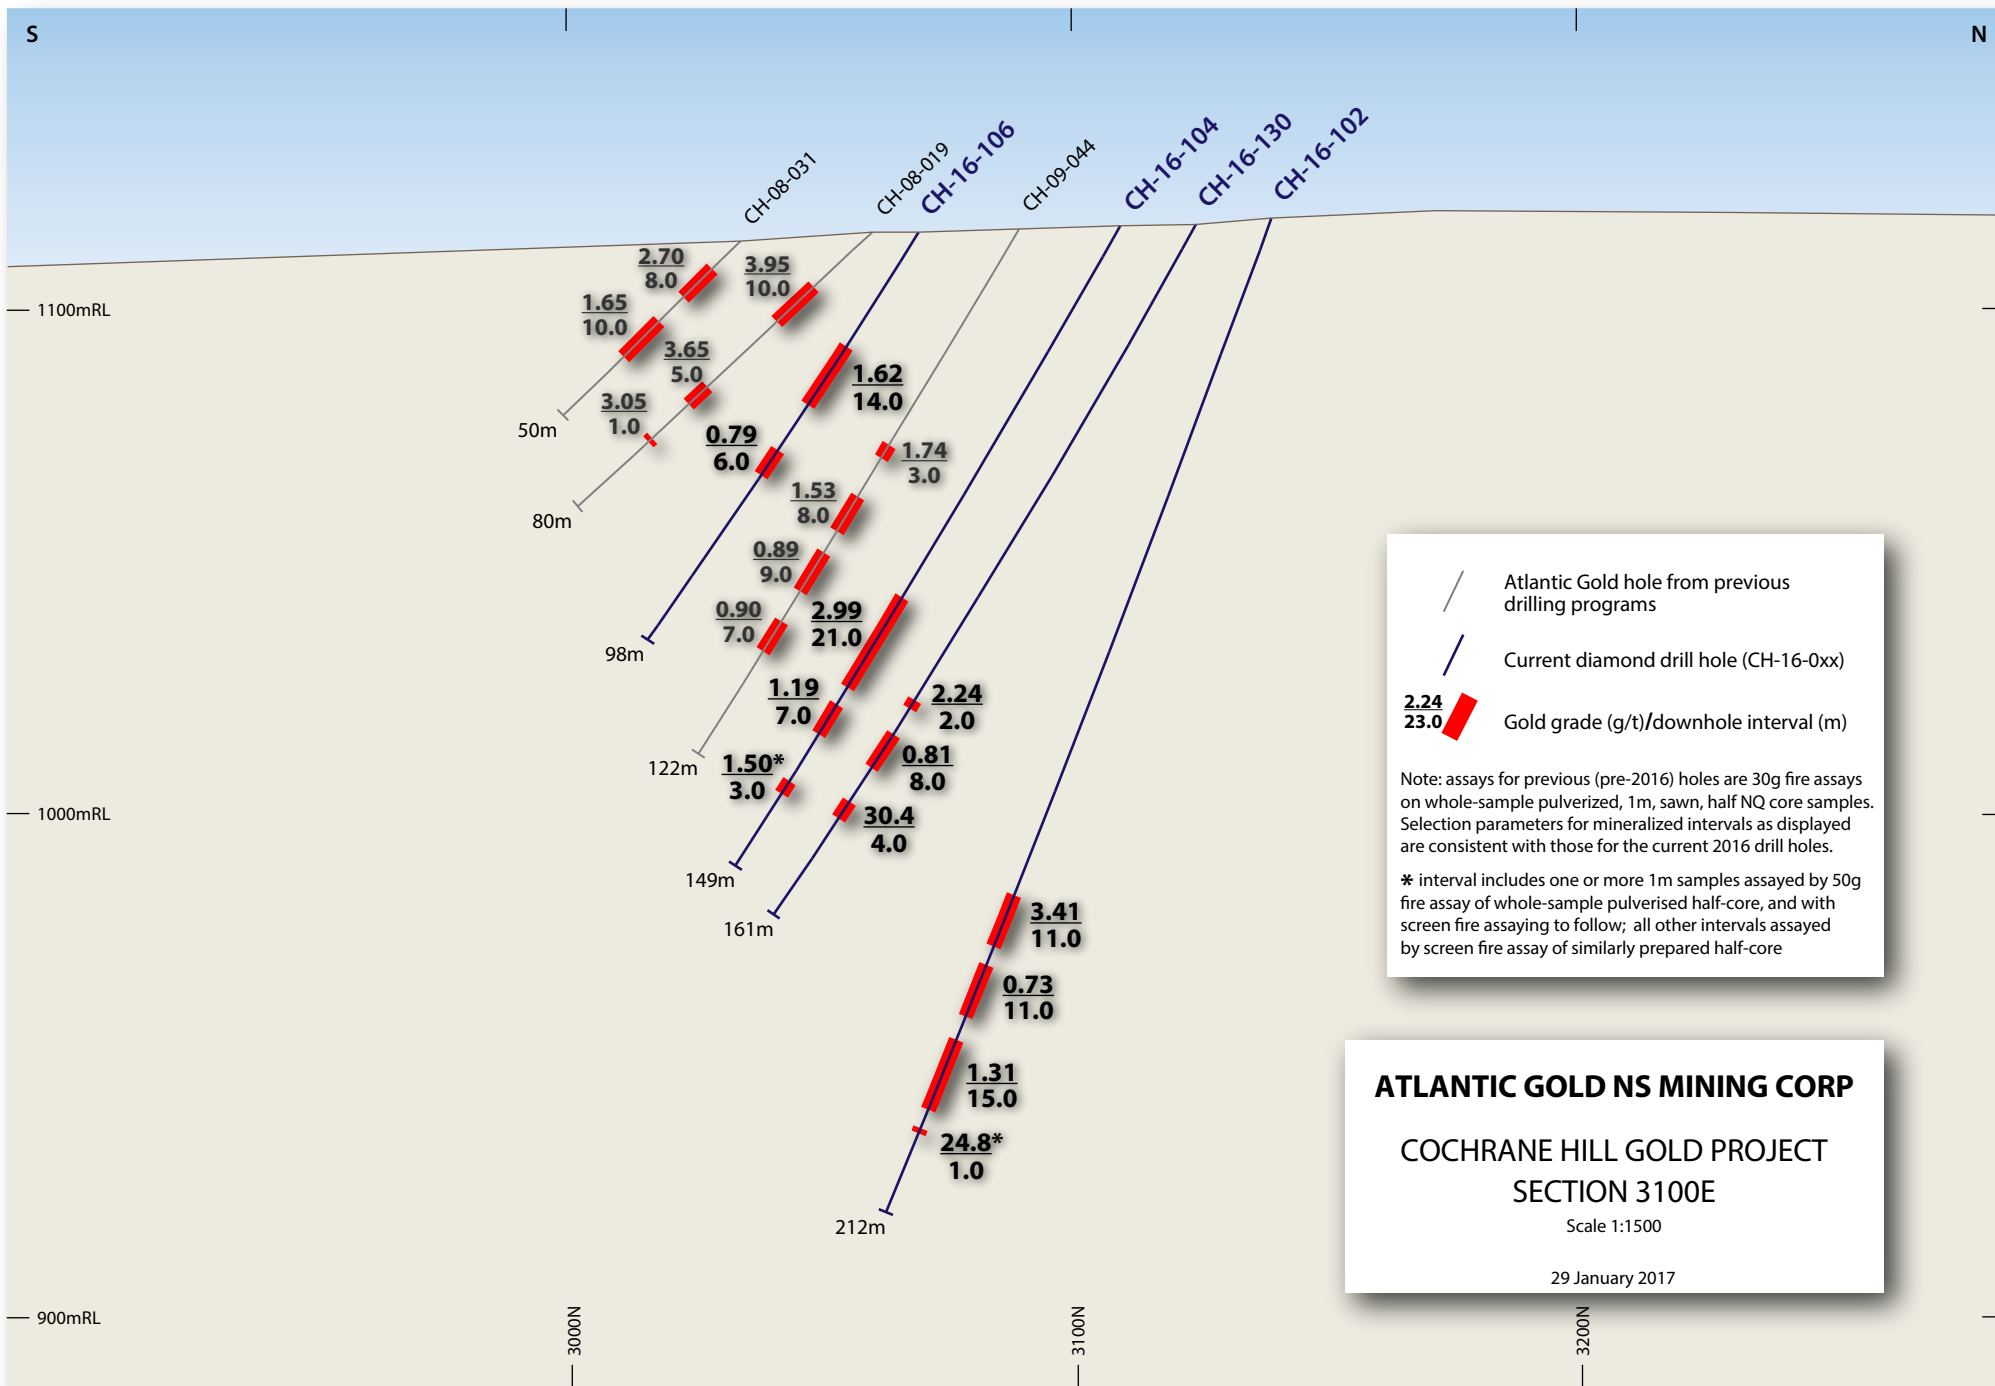 S
N
CH-08-031
CH-08-019
CH-16-106
CH-09-044
CH-16-104
CH-16-130
CH-16-102
1100mRL
1000mRL
900mRL
2.70
8.0
1.65
10.0
50m
3.95
10.0
3.65
5.0
3.05
1.0
80m
1.62
14.0
0.79
6.0
98m
1.74
3.0
1.53
8.0
0.89
9.0
0.90
7.0
122m
2.99
21.0
1.19
7.0
1.50*
3.0
149m
2.24
2.0
0.81
8.0
30.4
4.0
161m
3.41
11.0
0.73
11.0
1.31
15.0
24.8*
1.0
212m
Atlantic Gold hole from previous
drilling programs
Current diamond drill hole (CH-16-0xx)
2.24
23.0
Gold grade (g/t)/downhole interval (m)
Note: assays for previous (pre-2016) holes are 30g fire assays
on whole-sample pulverized, 1m, sawn, half NQ core samples.
Selection parameters for mineralized intervals as displayed
are consistent with those for the current 2016 drill holes.
* interval includes one or more 1m samples assayed by 50g
fire assay of whole-sample pulverised half-core, and with
screen fire assaying to follow; all other intervals assayed
by screen fire assay of similarly prepared half-core
ATLANTIC GOLD NS MINING CORP
COCHRANE HILL GOLD PROJECT
SECTION 3100E
Scale 1:1500
29 January 2017
3000N
3100N
3200N